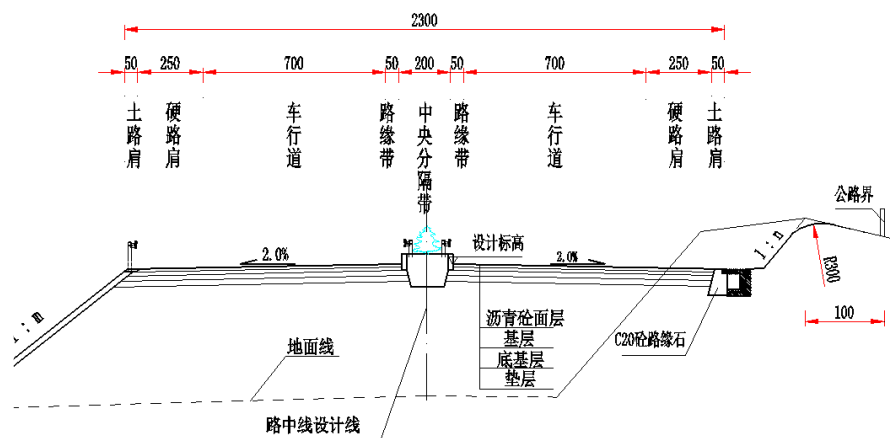 2300
50
250
700
50
200
50
700
250
50
土路肩
硬路肩
车行道
路缘带
中央分隔带
路缘带
车行道
硬路肩
土路肩
公路界
设计标高
2.0%
2.0%
1:n
R300
100
1:m
沥青砼面层
基层
底基层
垫层
C20砼路缘石
地面线
路中线设计线